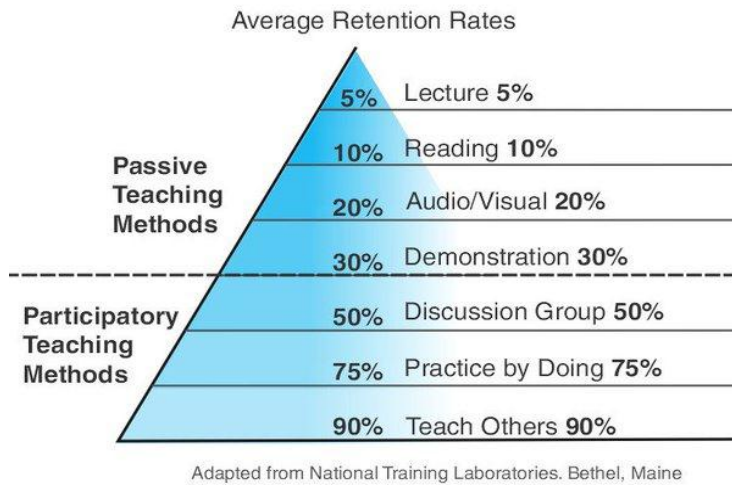 Average Retention Rates
5% Lecture 5%
10% Reading 10%
Passive
Teaching
Methods
20% Audio/Visual 20%
30% Demonstration 30%
Participatory
Teaching
Methods
50% Discussion Group 50%
75% Practice by Doing 75%
90% Teach Others 90%
Adapted from National Training Laboratories. Bethel, Maine